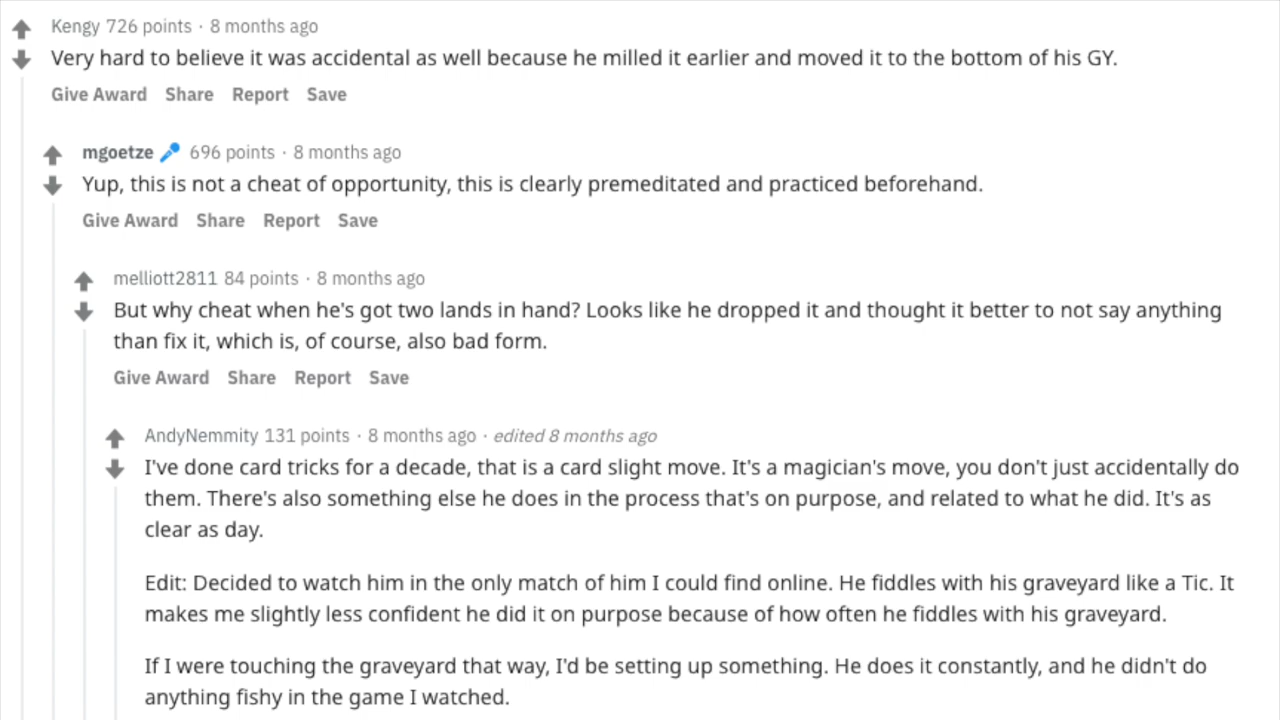 Kengy 726 points · 8 months ago
Very hard to believe it was accidental as well because he milled it earlier and moved it to the bottom of his GY.
Give Award Share Report Save
mgoetze 696 points · 8 months ago
Yup, this is not a cheat of opportunity, this is clearly premeditated and practiced beforehand.
Give Award Share Report Save
melliott2811 84 points · 8 months ago
But why cheat when he's got two lands in hand? Looks like he dropped it and thought it better to not say anything
than fix it, which is, of course, also bad form.
Give Award Share Report Save
AndyNemmity 131 points · 8 months ago · edited 8 months ago
I've done card tricks for a decade, that is a card slight move. It's a magician's move, you don't just accidentally do
them. There's also something else he does in the process that's on purpose, and related to what he did. It's as
clear as day.
Edit: Decided to watch him in the only match of him I could find online. He fiddles with his graveyard like a Tic. It
makes me slightly less confident he did it on purpose because of how often he fiddles with his graveyard.
If I were touching the graveyard that way, I'd be setting up something. He does it constantly, and he didn't do
anything fishy in the game I watched.